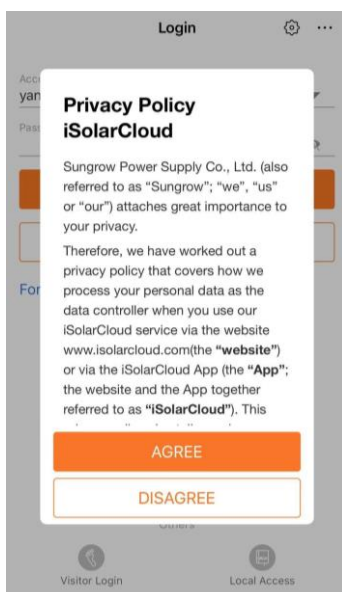 Login
Acc
yan
Privacy Policy
iSolarCloud
Pass
Sungrow Power Supply Co., Ltd. (also
referred to as “Sungrow”; “we”, “us”
or “our”) attaches great importance to
your privacy.
Therefore, we have worked out a
privacy policy that covers how we
For
process your personal data as the
data controller when you use our
iSolarCloud service via the website
www.isolarcloud.com(the “website”)
or via the iSolarCloud App (the “App”;
the website and the App together
referred to as “iSolarCloud”). This
AGREE
DISAGREE
Others
Visitor Login
Local Access